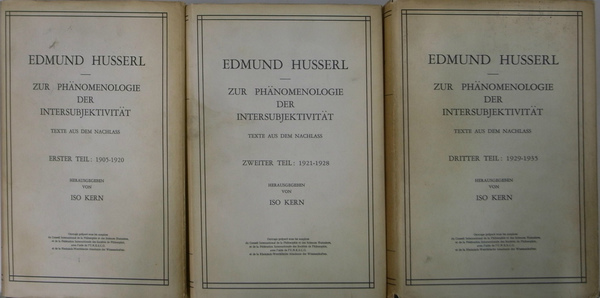 EDMUND HUSSERL
ZUR PHÄNOMENOLOGIE
DER
INTERSUBJEKTIVITÄT
TEXTE AUS DEM NACHLASS
ERSTER TEIL: 1905-1920
HERAUSGEGEBEN
VON
ISO KERN
EDMUND HUSSERL
ZUR PHÄNOMENOLOGIE
DER
INTERSUBJEKTIVITÄT
TEXTE AUS DEM NACHLASS
ZWEITER TEIL: 1921-1928
HERAUSGEGEBEN
VON
ISO KERN
EDMUND HUSSERL
ZUR PHÄNOMENOLOGIE
DER
INTERSUBJEKTIVITÄT
TEXTE AUS DEM NACHLASS
DRITTER TEIL: 1929-1935
HERAUSGEGEBEN
VON
ISO KERN